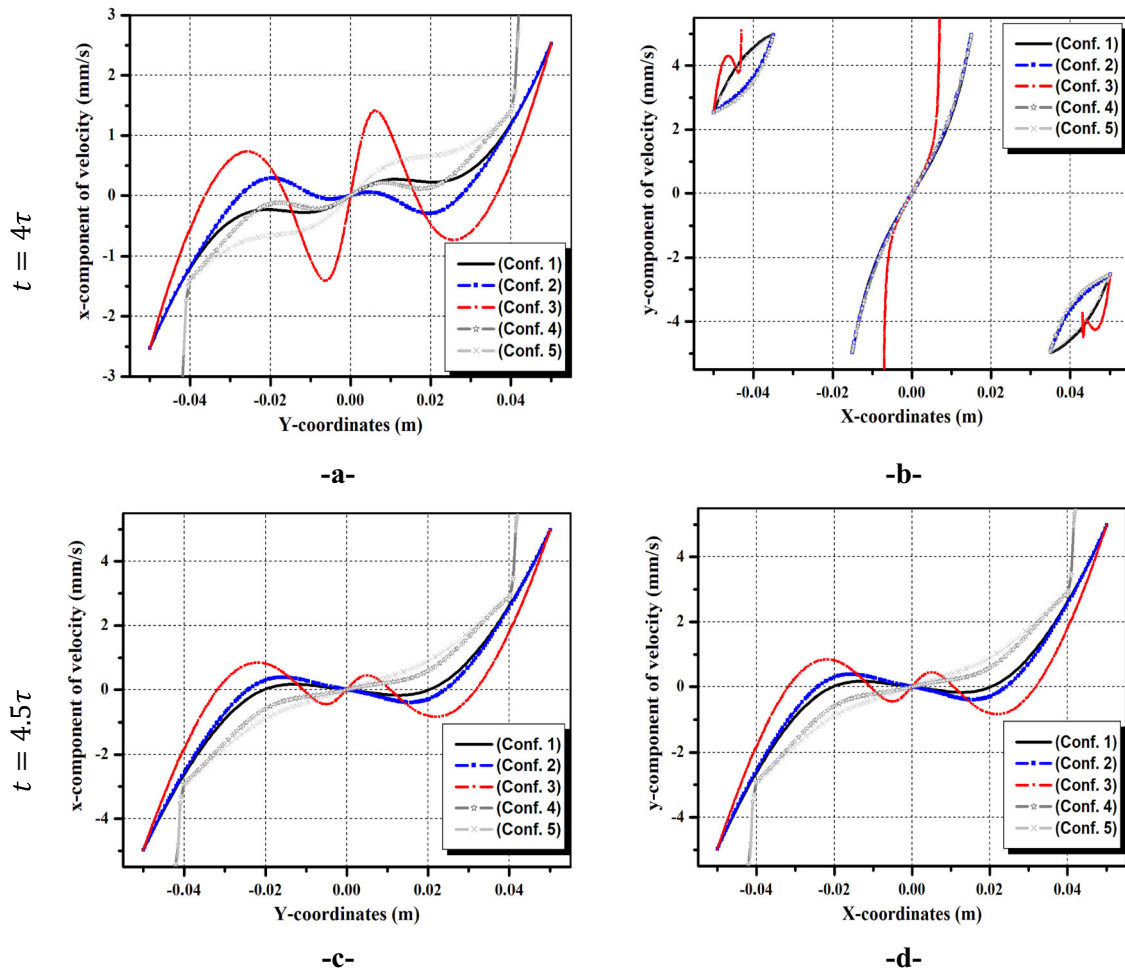 t = 4τ
x-component of velocity (mm/s)
3
2
1
0
-1
-2
-3
(Conf. 1)
(Conf. 2)
(Conf. 3)
(Conf. 4)
(Conf. 5)
-0.04 -0.02 0.00 0.02 0.04
Y-coordinates (m)
-a-
y-component of velocity (mm/s)
4
2
0
-2
-4
(Conf. 1)
(Conf. 2)
(Conf. 3)
(Conf. 4)
(Conf. 5)
-0.04 -0.02 0.00 0.02 0.04
X-coordinates (m)
-b-
t = 4.5τ
x-component of velocity (mm/s)
4
2
0
-2
-4
(Conf. 1)
(Conf. 2)
(Conf. 3)
(Conf. 4)
(Conf. 5)
-0.04 -0.02 0.00 0.02 0.04
Y-coordinates (m)
-c-
y-component of velocity (mm/s)
4
2
0
-2
-4
(Conf. 1)
(Conf. 2)
(Conf. 3)
(Conf. 4)
(Conf. 5)
-0.04 -0.02 0.00 0.02 0.04
X-coordinates (m)
-d-